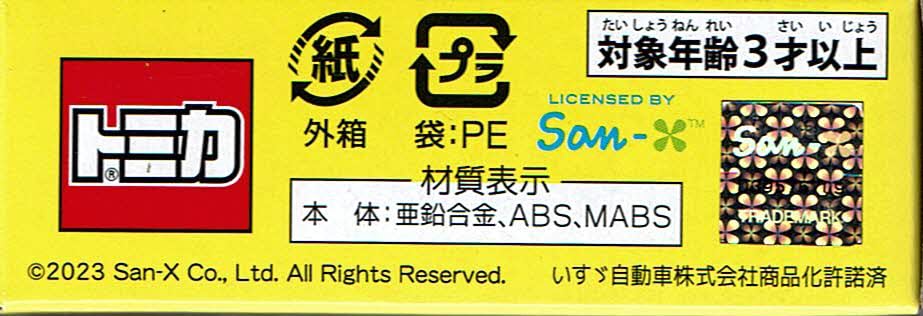 トミカ®
紙
外箱
プラ
袋:PE
たいしょうねんれい さいいじょう
対象年齢3才以上
LICENSED BY
San-X™
San-X
TRADEMARK
材質表示
本 体:亜鉛合金、ABS、MABS
©2023 San-X Co., Ltd. All Rights Reserved.
いすゞ自動車株式会社商品化許諾済